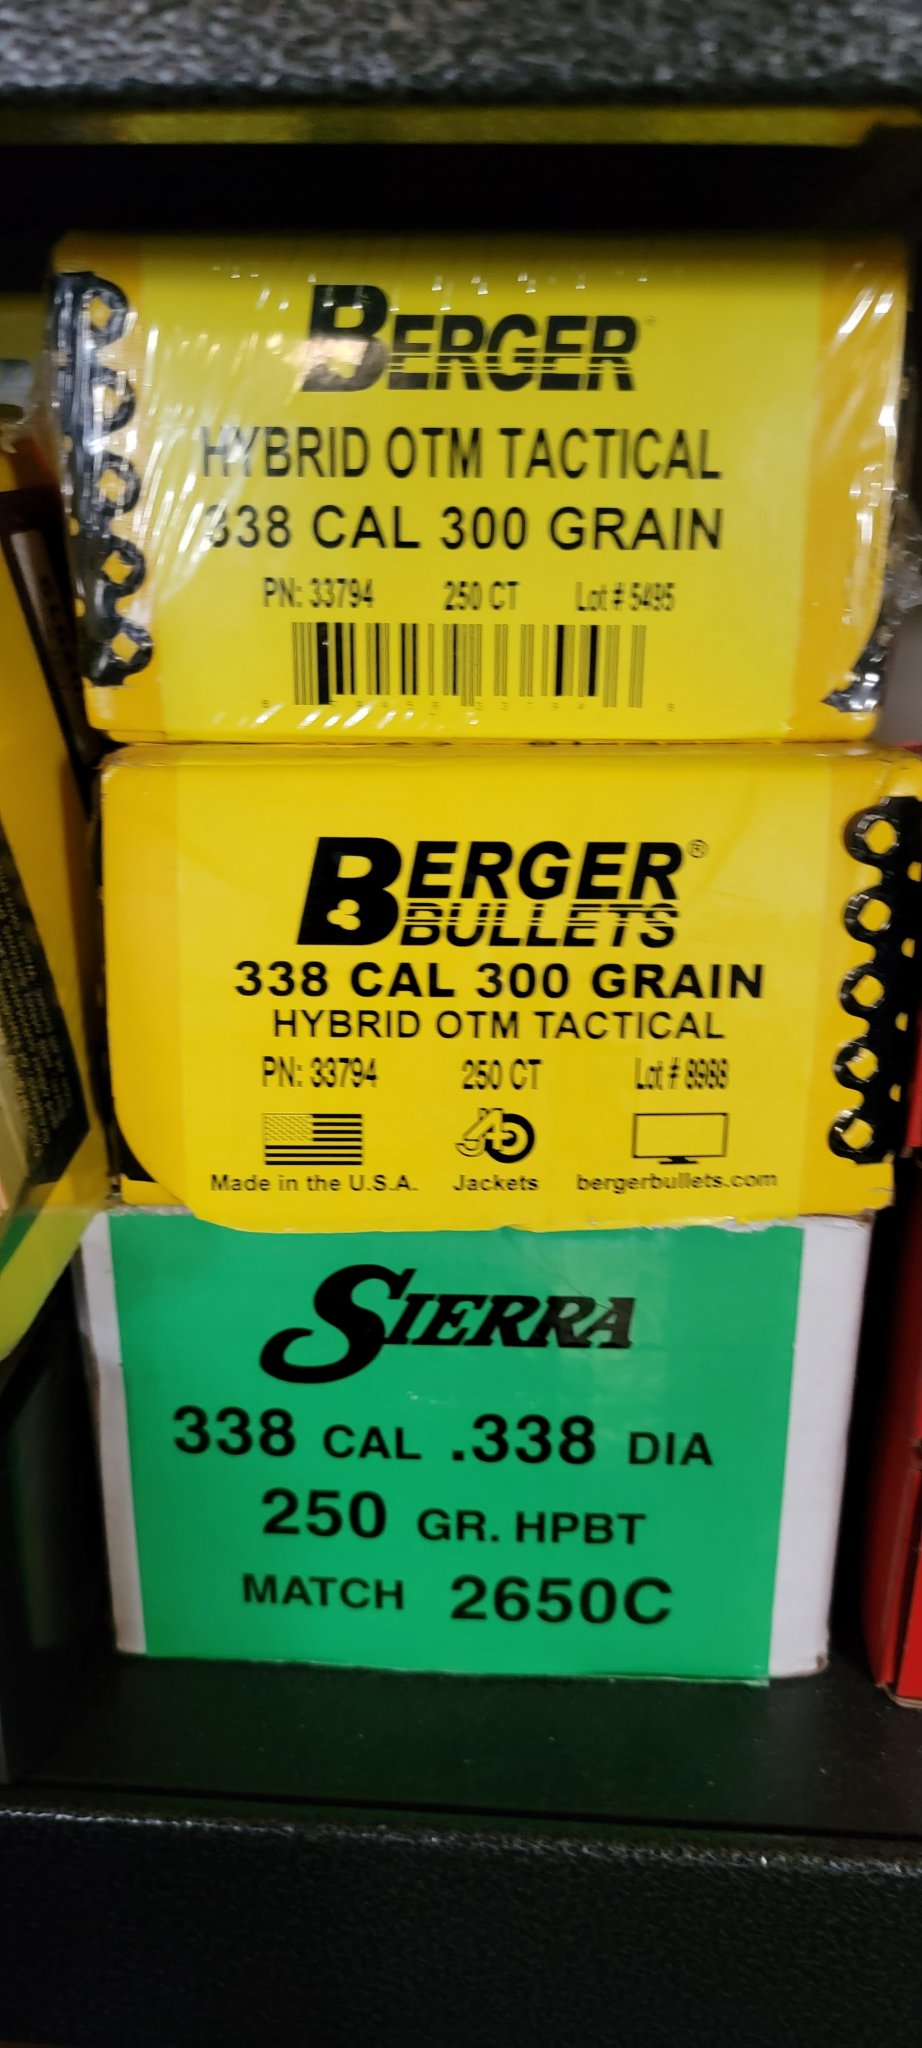 BERGER
HYBRID OTM TACTICAL
338 CAL 300 GRAIN
PN: 33794 250 CT Lot # 5495
BERGER®
BULLETS
338 CAL 300 GRAIN
HYBRID OTM TACTICAL
PN: 33794 250 CT Lot # 8988
Made in the U.S.A. Jackets bergerbullets.com
SIERRA
338 CAL .338 DIA
250 GR. HPBT
MATCH 2650C